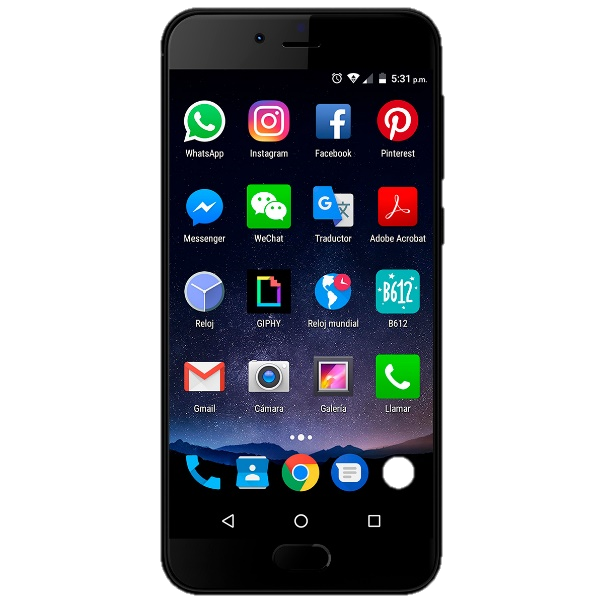 5:31 p.m.
WhatsApp Instagram Facebook Pinterest
Messenger WeChat Traductor Adobe Acrobat
B612
Reloj GIPHY Reloj mundial B612
Gmail Cámara Galería Llamar